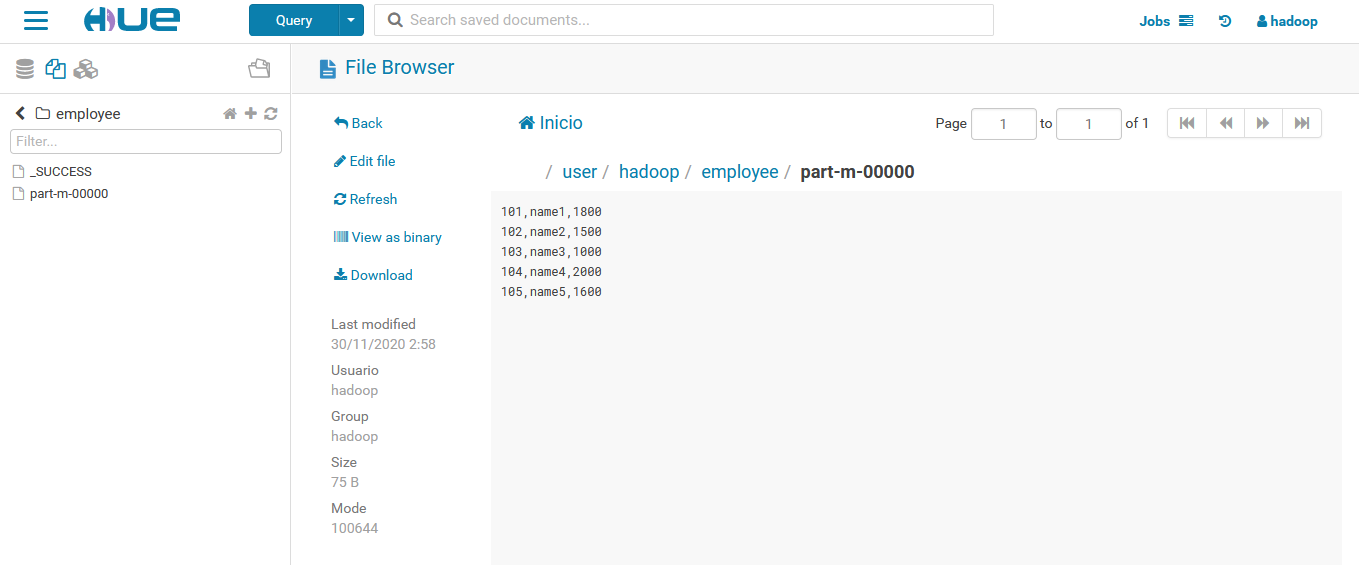 HUE
Query
Search saved documents...
Jobs
hadoop
File Browser
employee
Filter...
_SUCCESS
part-m-00000
Back
Edit file
Refresh
View as binary
Download
Last modified
30/11/2020 2:58
Usuario
hadoop
Group
hadoop
Size
75 B
Mode
100644
Inicio
Page 1 to 1 of 1
/ user / hadoop / employee / part-m-00000
101,name1,1800
102,name2,1500
103,name3,1000
104,name4,2000
105,name5,1600